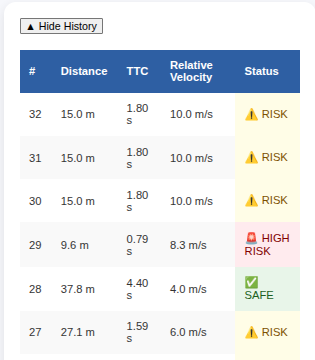 ▲ Hide History
# Distance TTC Relative Velocity Status
32 15.0 m 1.80 s 10.0 m/s ⚠️ RISK
31 15.0 m 1.80 s 10.0 m/s ⚠️ RISK
30 15.0 m 1.80 s 10.0 m/s ⚠️ RISK
29 9.6 m 0.79 s 8.3 m/s 🚨 HIGH RISK
28 37.8 m 4.40 s 4.0 m/s ✅ SAFE
27 27.1 m 1.59 s 6.0 m/s ⚠️ RISK